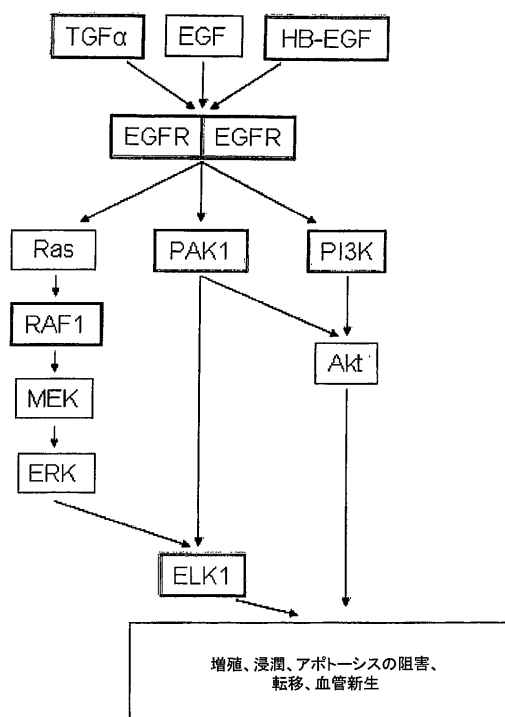 TGFα EGF HB-EGF
EGFR EGFR
Ras PAK1 PI3K
RAF1
Akt
MEK
ERK
ELK1
増殖、浸潤、アポトーシスの阻害、
転移、血管新生